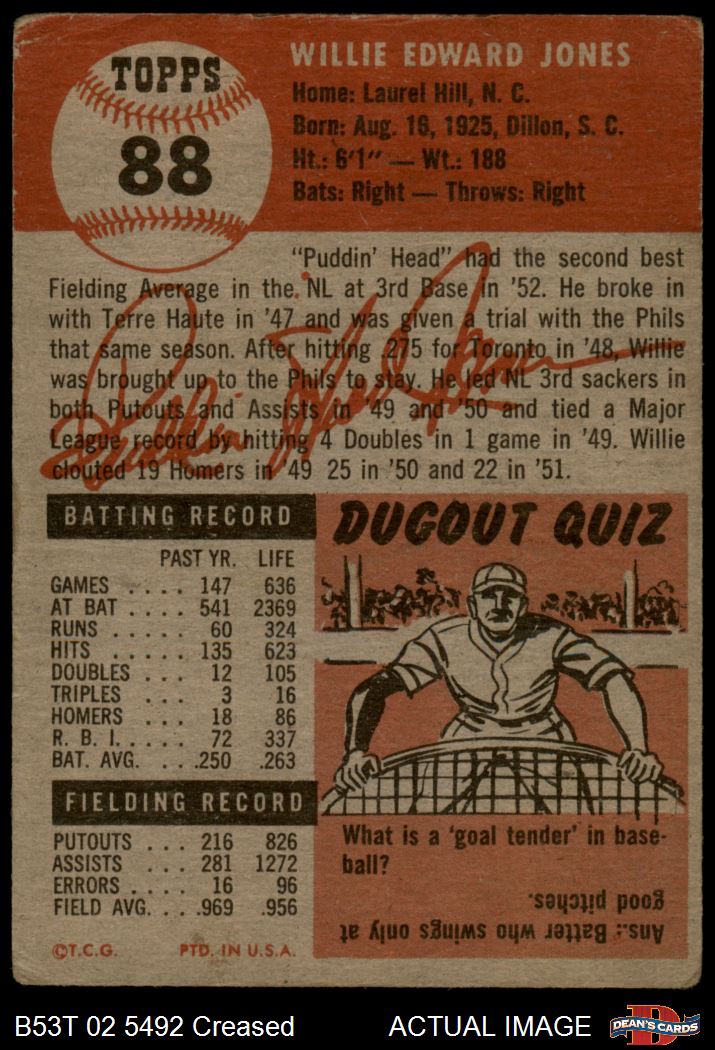 TOPPS
88
WILLIE EDWARD JONES
Home: Laurel Hill, N. C.
Born: Aug. 16, 1925, Dillon, S. C.
Ht.: 6'1" — Wt.: 188
Bats: Right — Throws: Right
"Puddin' Head" had the second best
Fielding Average in the NL at 3rd Base in '52. He broke in
with Terre Haute in '47 and was given a trial with the Phils
that same season. After hitting .275 for Toronto in '48, Willie
was brought up to the Phils to stay. He led NL 3rd sackers in
both Putouts and Assists in '49 and '50 and tied a Major
League record by hitting 4 Doubles in 1 game in '49. Willie
clouted 19 Homers in '49 25 in '50 and 22 in '51.
Puddin Head Jones
BATTING RECORD
PAST YR. LIFE
GAMES . . . . 147 636
AT BAT . . . . 541 2369
RUNS . . . . . 60 324
HITS . . . . . 135 623
DOUBLES . . . 12 105
TRIPLES . . . 3 16
HOMERS . . . 18 86
R. B. I. . . . . 72 337
BAT. AVG. . . . .250 .263
FIELDING RECORD
PUTOUTS . . . 216 826
ASSISTS . . . 281 1272
ERRORS . . . . 16 96
FIELD AVG. . . .969 .956
©T.C.G. PTD. IN U.S.A.
DUGOUT QUIZ
What is a 'goal tender' in base-
ball?
Ans.: Batter who swings only at
good pitches.
B53T 02 5492 Creased ACTUAL IMAGE
D
DEAN'S CARDS